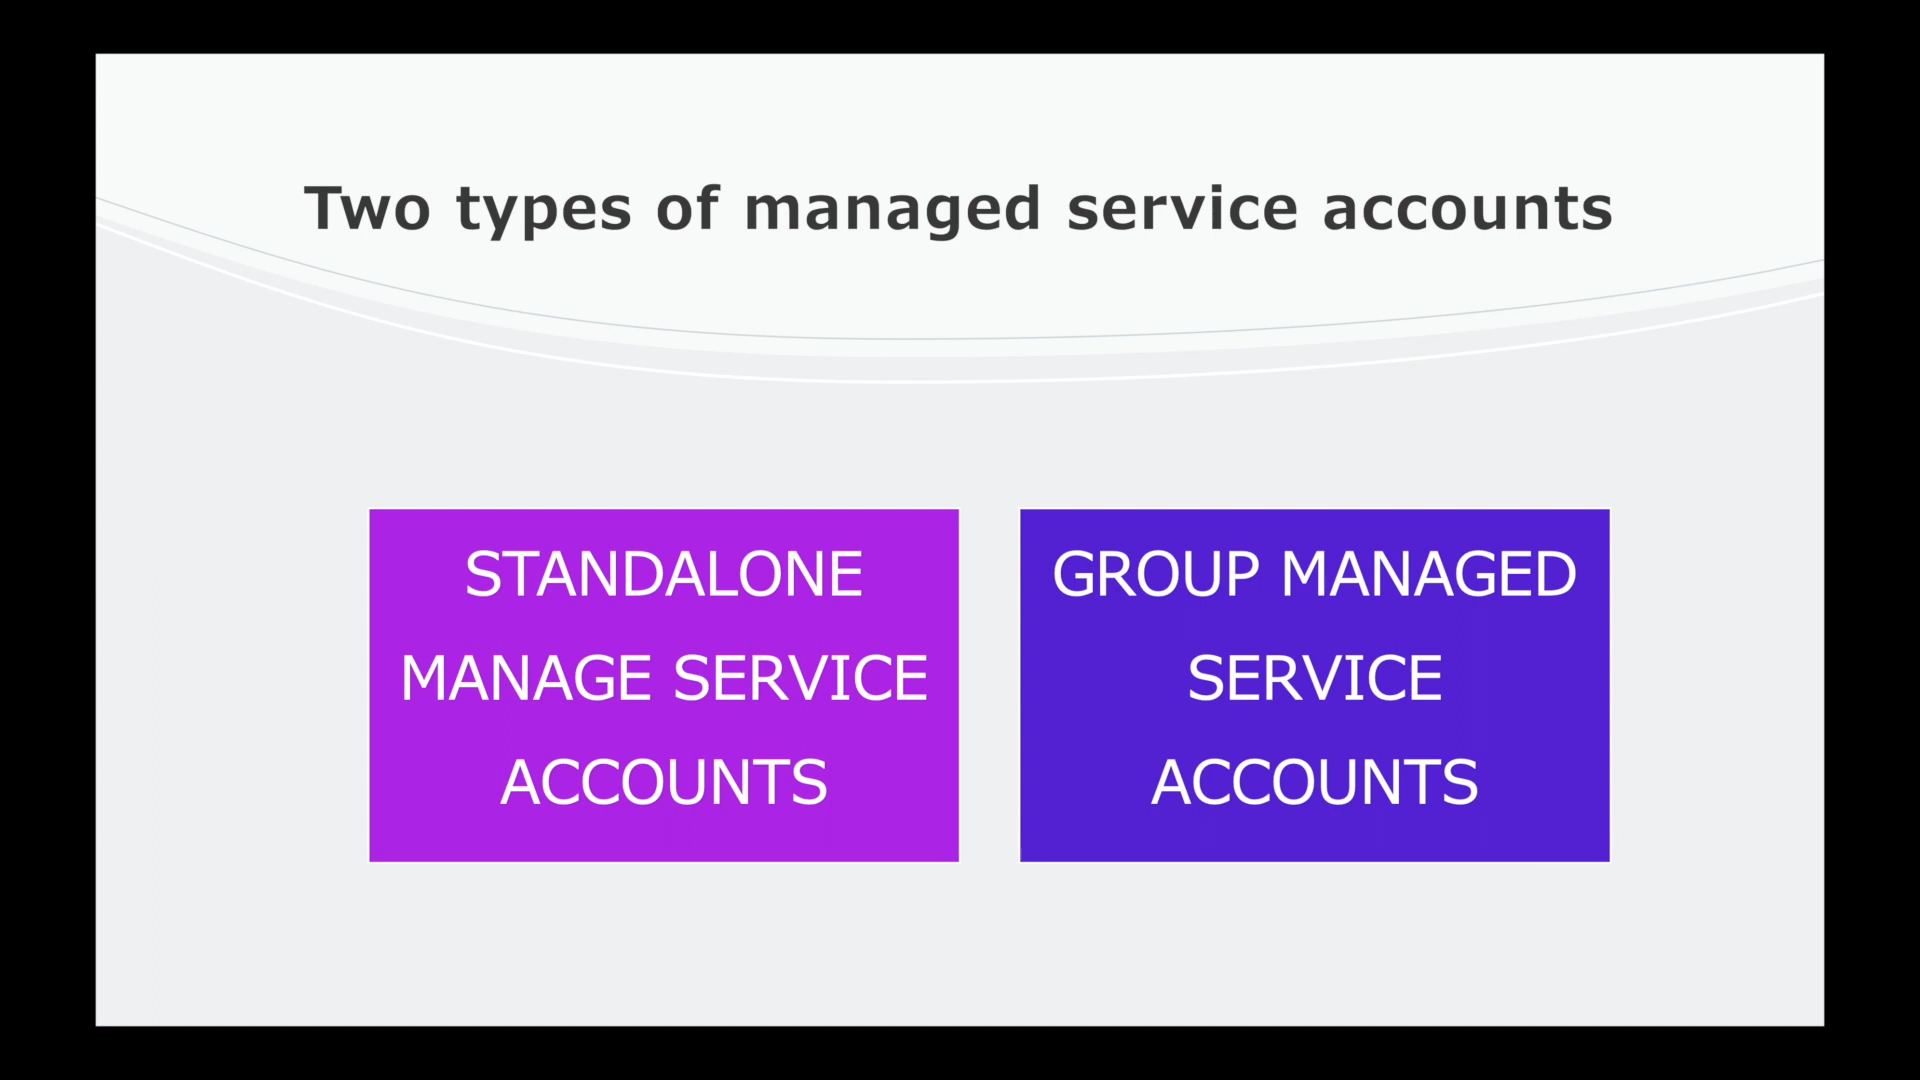 Two types of managed service accounts
STANDALONE
MANAGE SERVICE
ACCOUNTS
GROUP MANAGED
SERVICE
ACCOUNTS